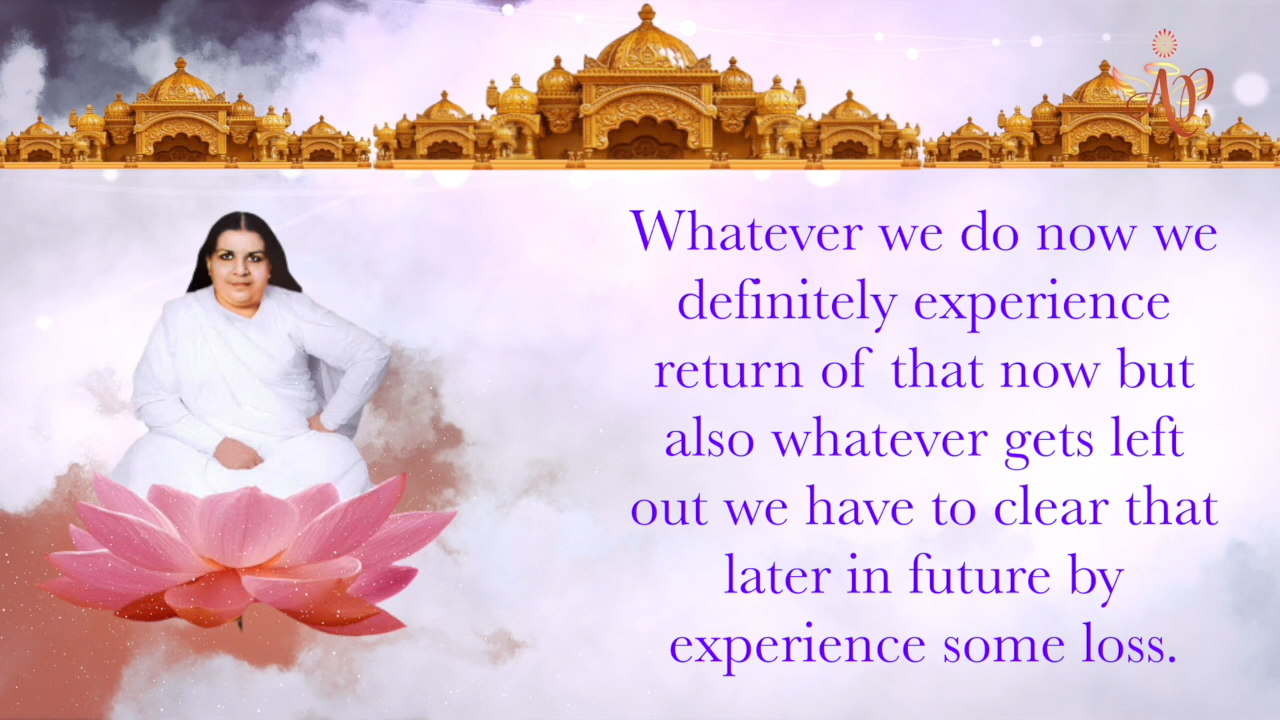 AP
Whatever we do now we
definitely experience
return of that now but
also whatever gets left
out we have to clear that
later in future by
experience some loss.